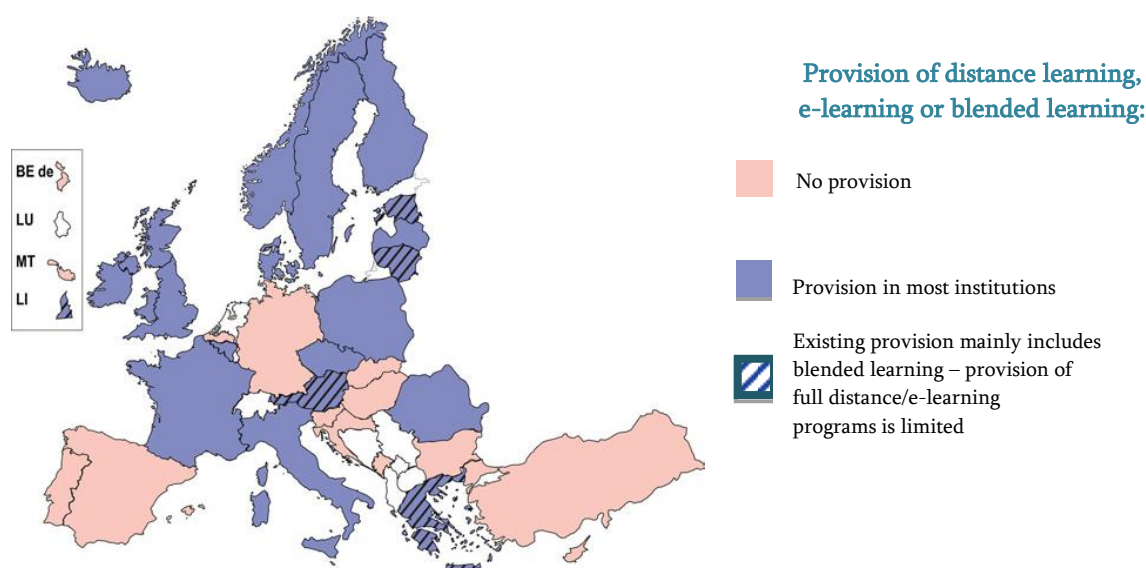 Provision of distance learning,
e-learning or blended learning:
BE de
LU
MT
LI
No provision
Provision in most institutions
Existing provision mainly includes
blended learning – provision of
full distance/e-learning
programs is limited